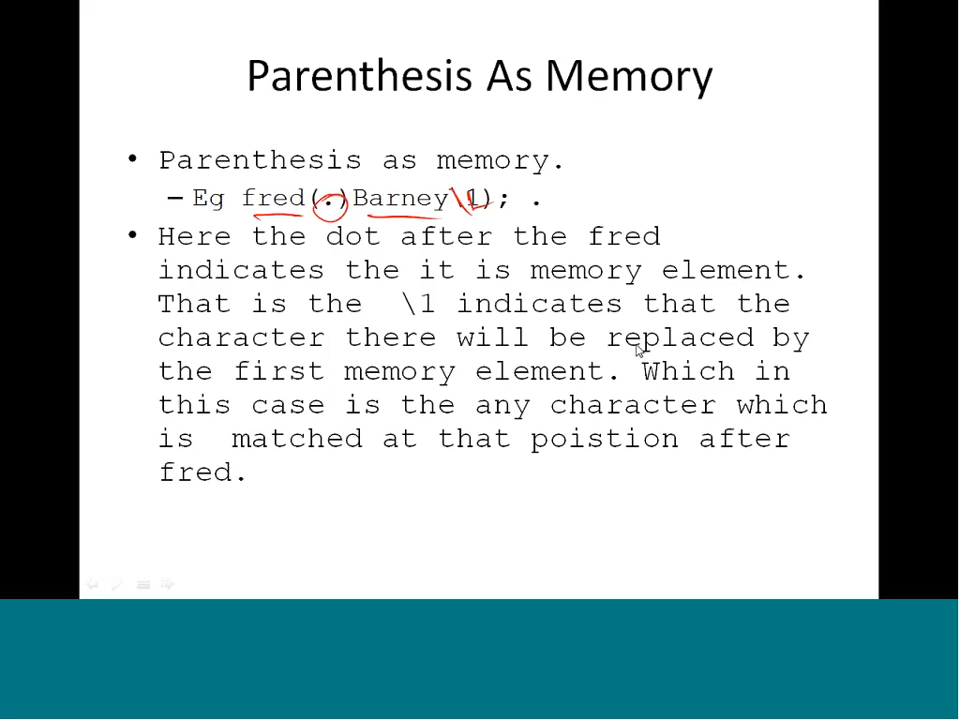 Parenthesis As Memory
• Parenthesis as memory.
– Eg fred(.)Barney\1); .
• Here the dot after the fred
indicates the it is memory element.
That is the \1 indicates that the
character there will be replaced by
the first memory element. Which in
this case is the any character which
is matched at that poistion after
fred.